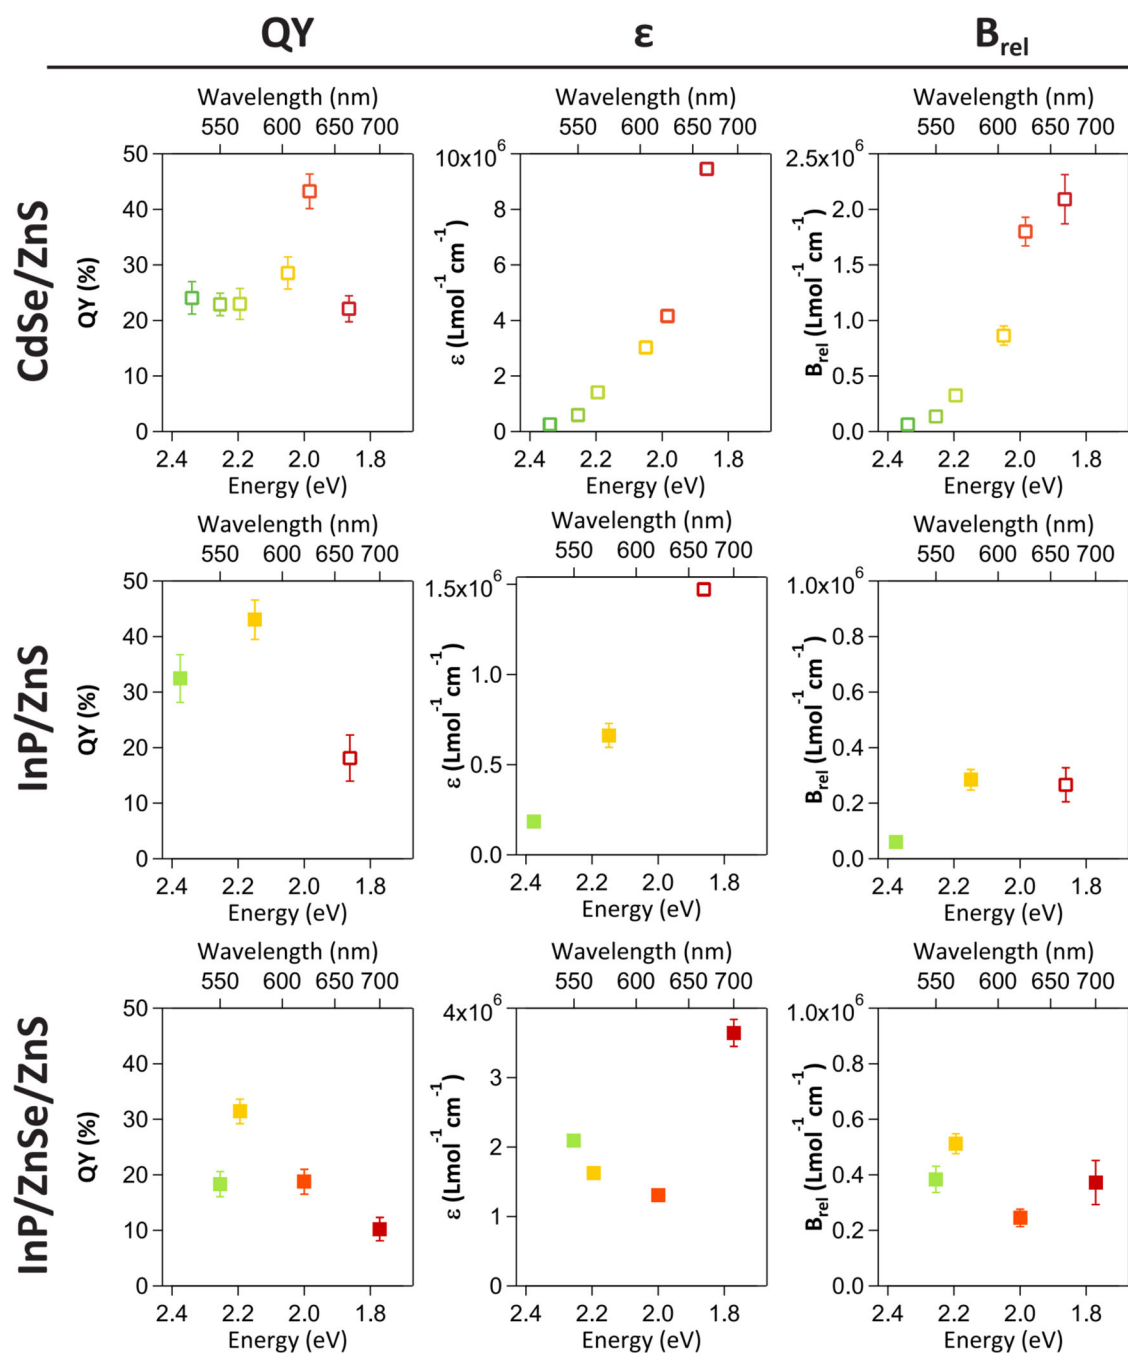 QY ε B_rel
CdSe/ZnS
Wavelength (nm) Wavelength (nm) Wavelength (nm)
550 600 650 700 550 600 650 700 550 600 650 700
50 10x10⁶ 2.5x10⁶
40 8 2.0
30 6 1.5
20 4 1.0
10 2 0.5
0 0 0.0
QY (%) ε (Lmol⁻¹ cm⁻¹) B_rel (Lmol⁻¹ cm⁻¹)
2.4 2.2 2.0 1.8 2.4 2.2 2.0 1.8 2.4 2.2 2.0 1.8
Energy (eV) Energy (eV) Energy (eV)
InP/ZnS
Wavelength (nm) Wavelength (nm) Wavelength (nm)
550 600 650 700 550 600 650 700 550 600 650 700
50 1.5x10⁶ 1.0x10⁶
40 1.0 0.8
30 0.5 0.6
20 0.0 0.4
10 0.2
0 0.0
QY (%) ε (Lmol⁻¹ cm⁻¹) B_rel (Lmol⁻¹ cm⁻¹)
2.4 2.2 2.0 1.8 2.4 2.2 2.0 1.8 2.4 2.2 2.0 1.8
Energy (eV) Energy (eV) Energy (eV)
InP/ZnSe/ZnS
Wavelength (nm) Wavelength (nm) Wavelength (nm)
550 600 650 700 550 600 650 700 550 600 650 700
50 4x10⁶ 1.0x10⁶
40 3 0.8
30 2 0.6
20 1 0.4
10 0 0.2
0 0.0
QY (%) ε (Lmol⁻¹ cm⁻¹) B_rel (Lmol⁻¹ cm⁻¹)
2.4 2.2 2.0 1.8 2.4 2.2 2.0 1.8 2.4 2.2 2.0 1.8
Energy (eV) Energy (eV) Energy (eV)